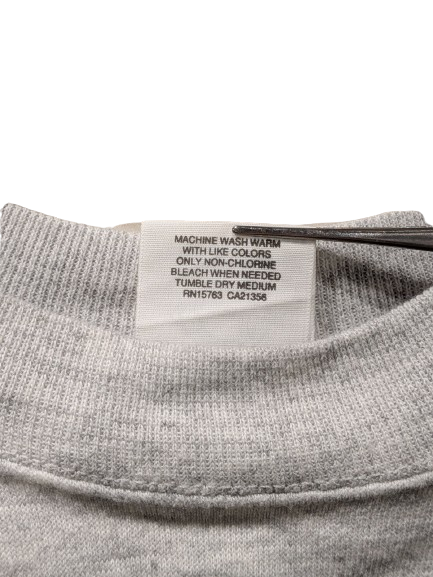 MACHINE WASH WARM
WITH LIKE COLORS
ONLY NON-CHLORINE
BLEACH WHEN NEEDED
TUMBLE DRY MEDIUM
RN15763 CA21356